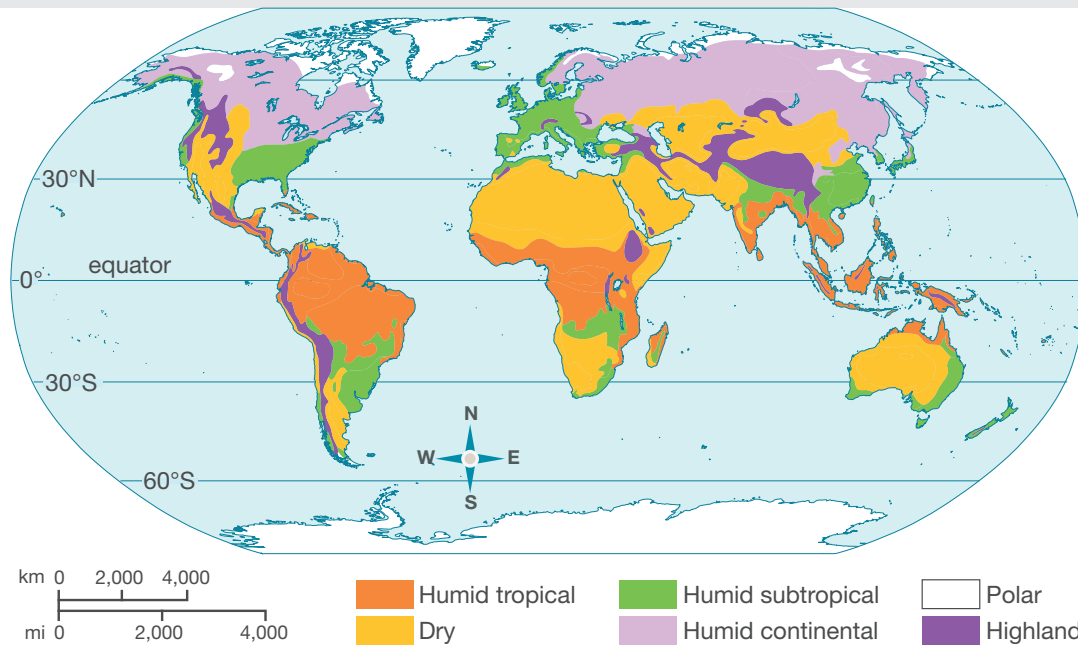 30°N
equator
0°
30°S
N
W E
S
60°S
km 0 2,000 4,000
mi 0 2,000 4,000
Humid tropical
Dry
Humid subtropical
Humid continental
Polar
Highland